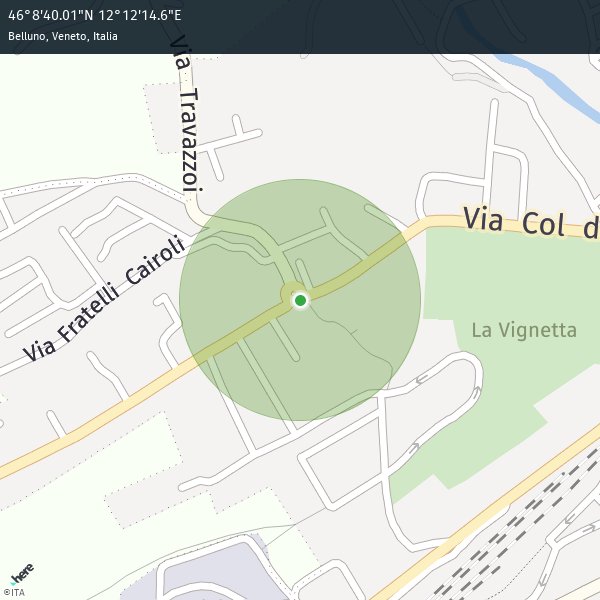 46°8'40.01"N 12°12'14.6"E
Belluno, Veneto, Italia
Via Travazzoi
Via Col d
Via Fratelli Cairoli
La Vignetta
here
©ITA